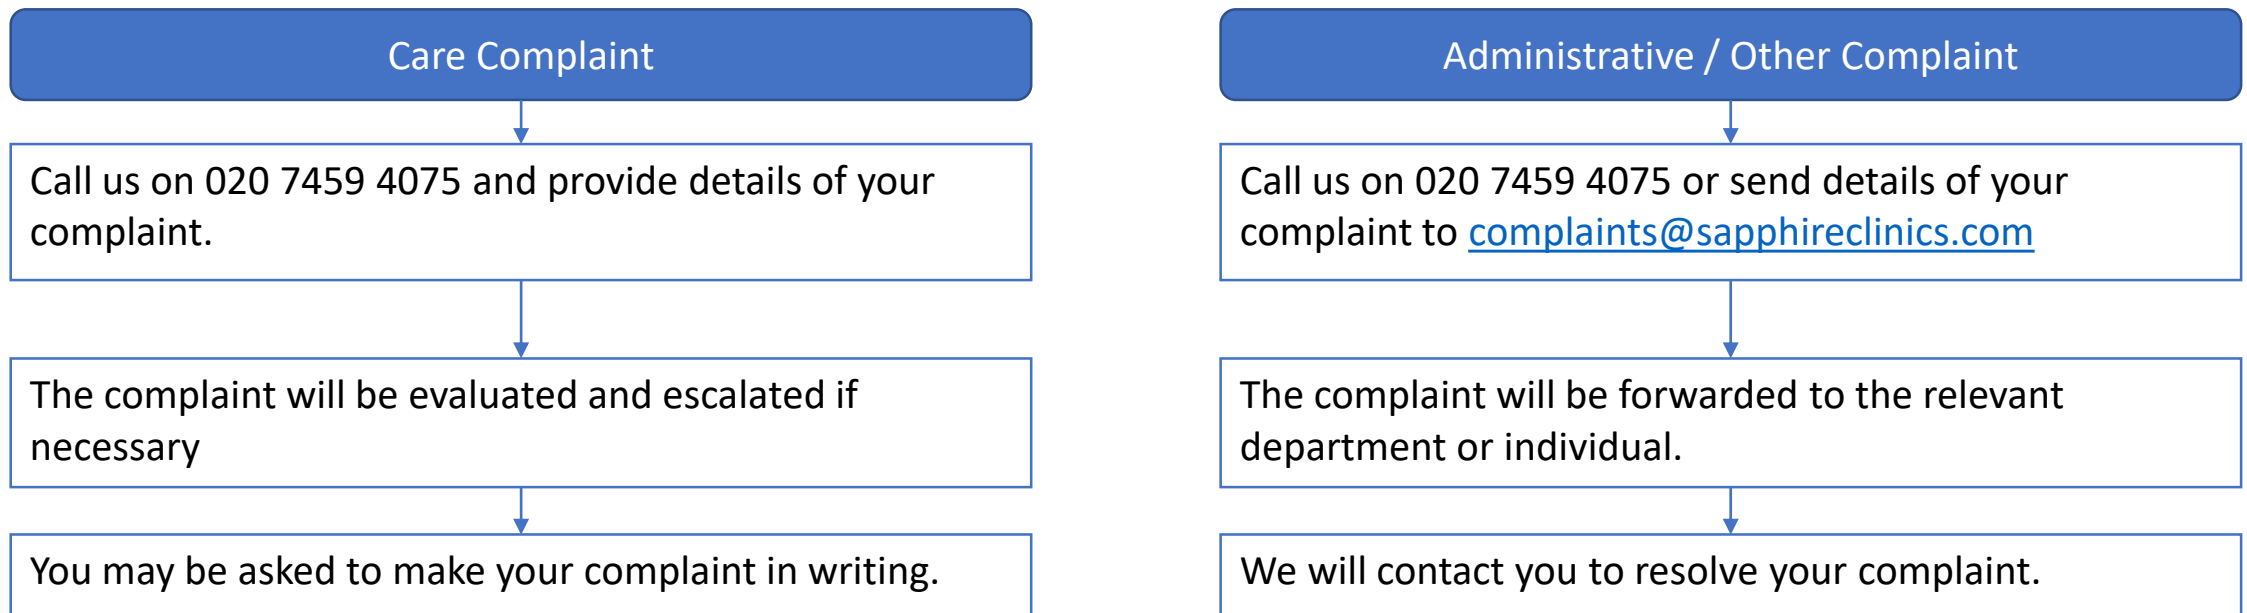 Care Complaint
Call us on 020 7459 4075 and provide details of your
complaint.
The complaint will be evaluated and escalated if
necessary
You may be asked to make your complaint in writing.
Administrative / Other Complaint
Call us on 020 7459 4075 or send details of your
complaint to complaints@sapphireclinics.com
The complaint will be forwarded to the relevant
department or individual.
We will contact you to resolve your complaint.